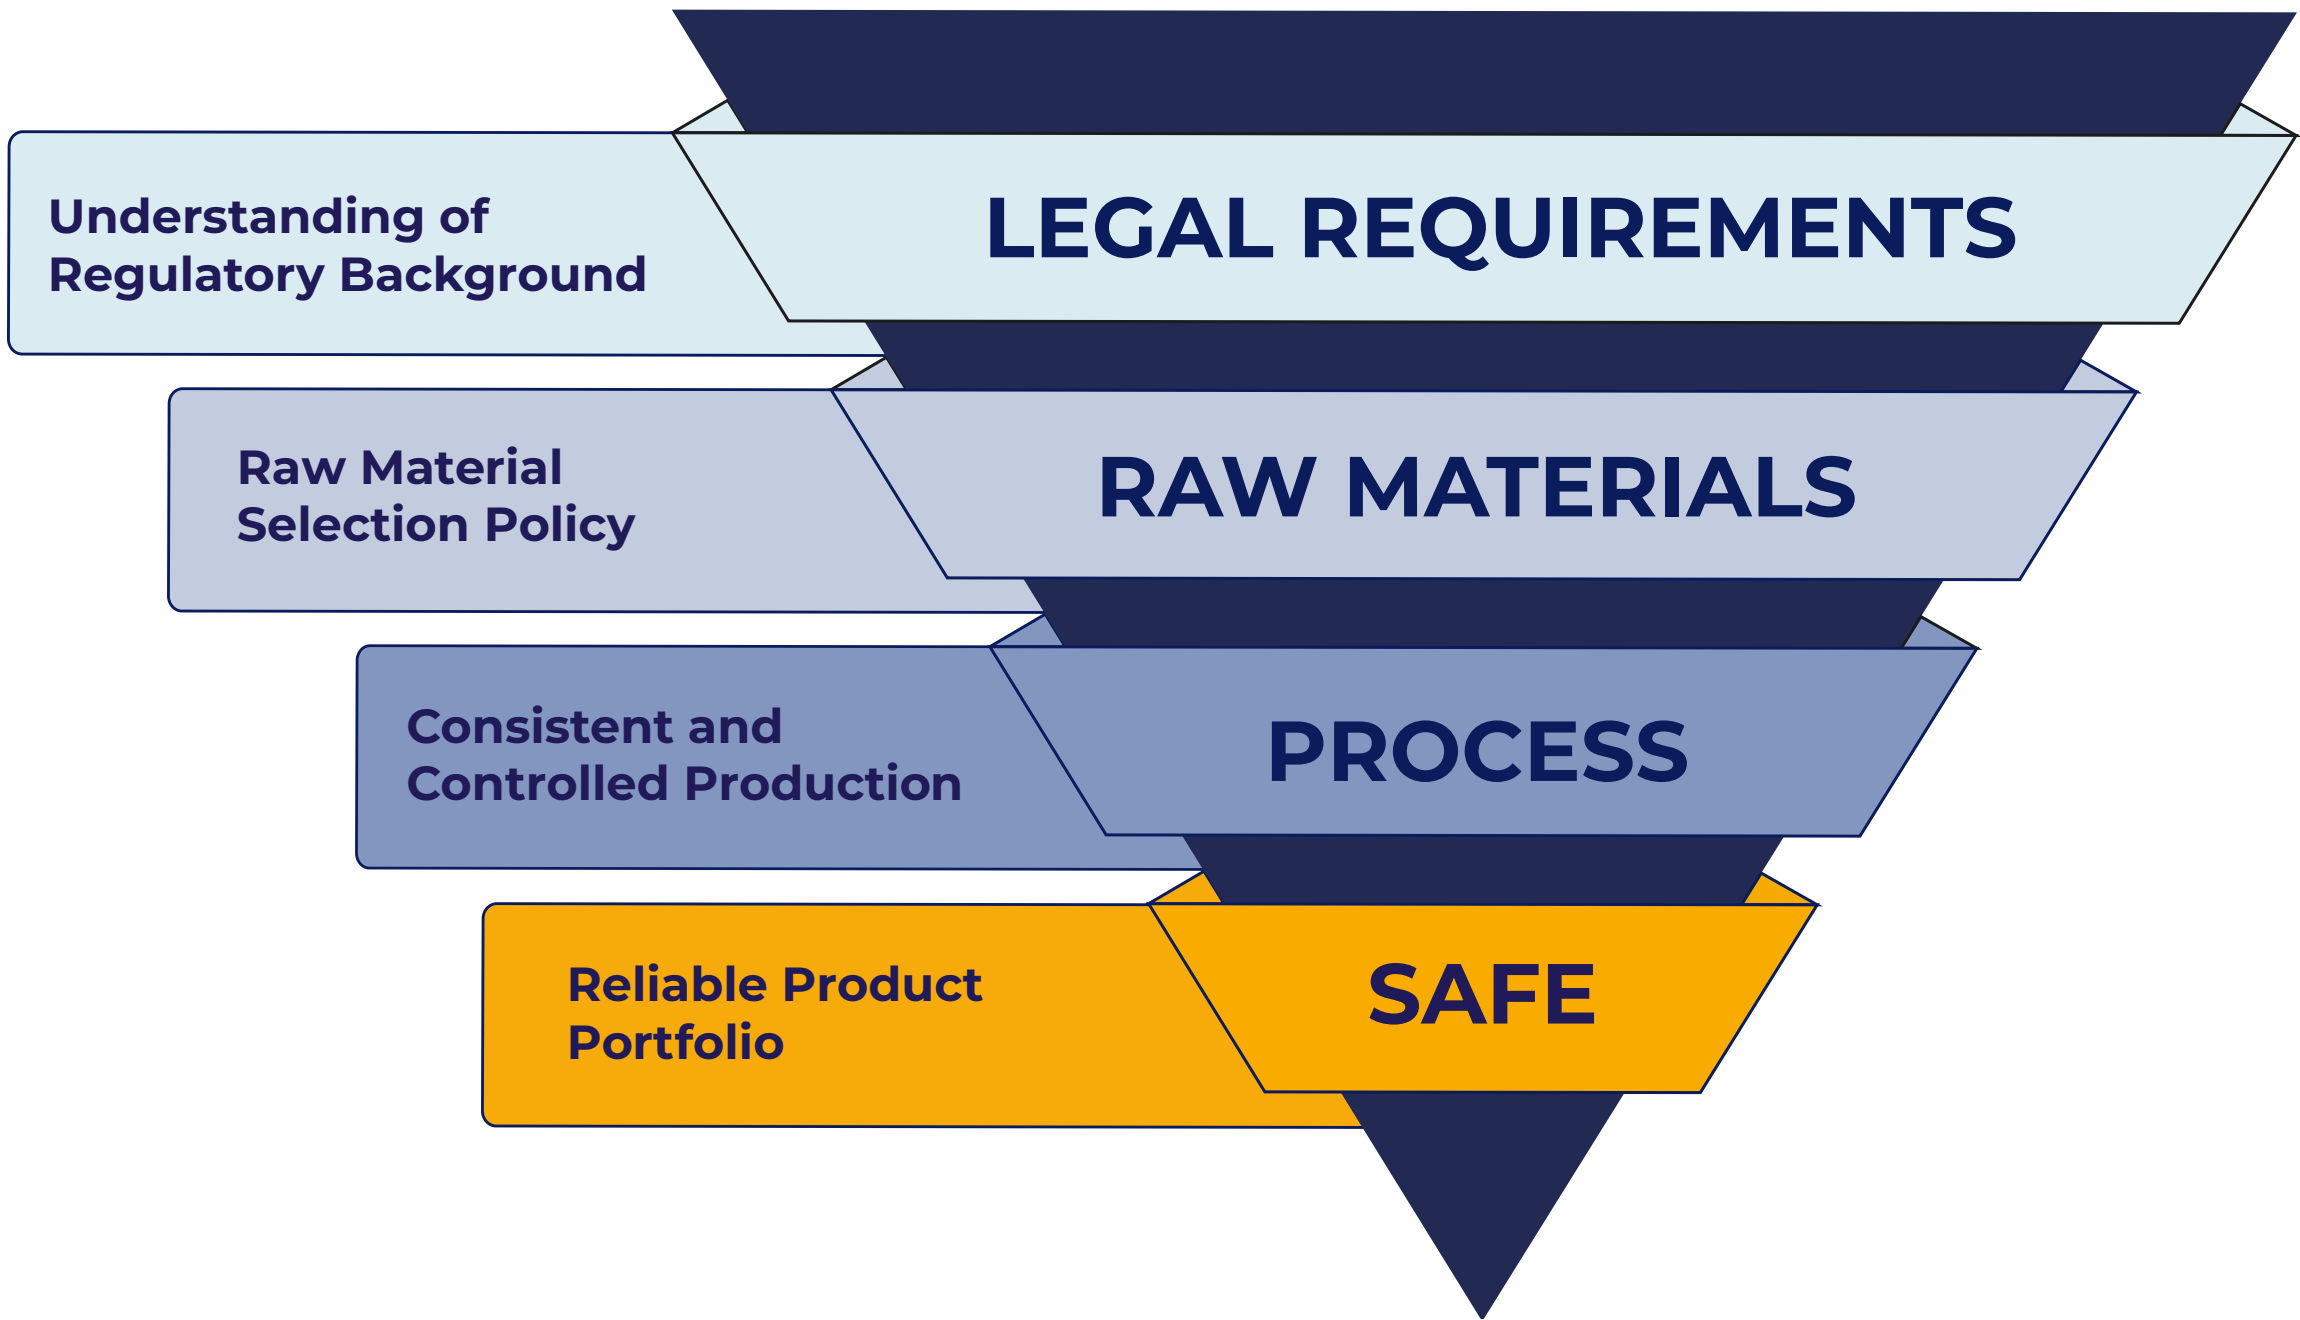 Understanding of
Regulatory Background
LEGAL REQUIREMENTS
Raw Material
Selection Policy
RAW MATERIALS
Consistent and
Controlled Production
PROCESS
Reliable Product
Portfolio
SAFE